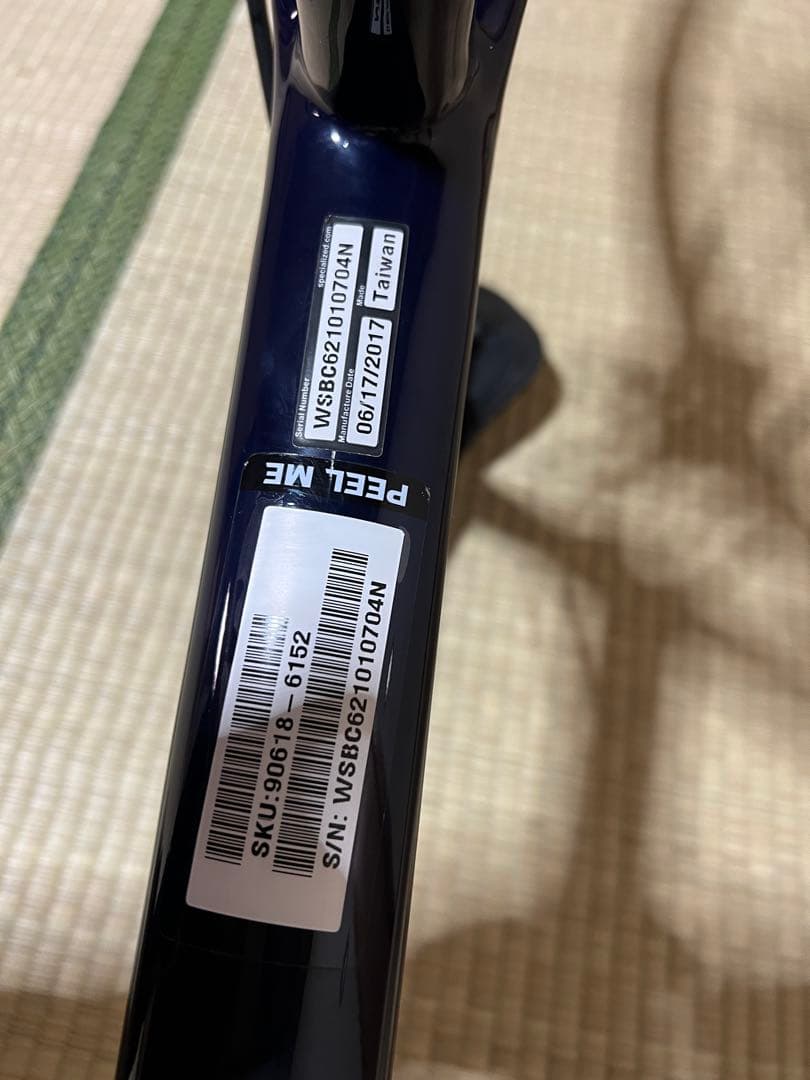 Serial Number
specialized.com
WSBC621010704N
Manufacture Date
Made
06/17/2017
Taiwan
PEEL ME
SKU:90618-6152
S/N: WSBC621010704N